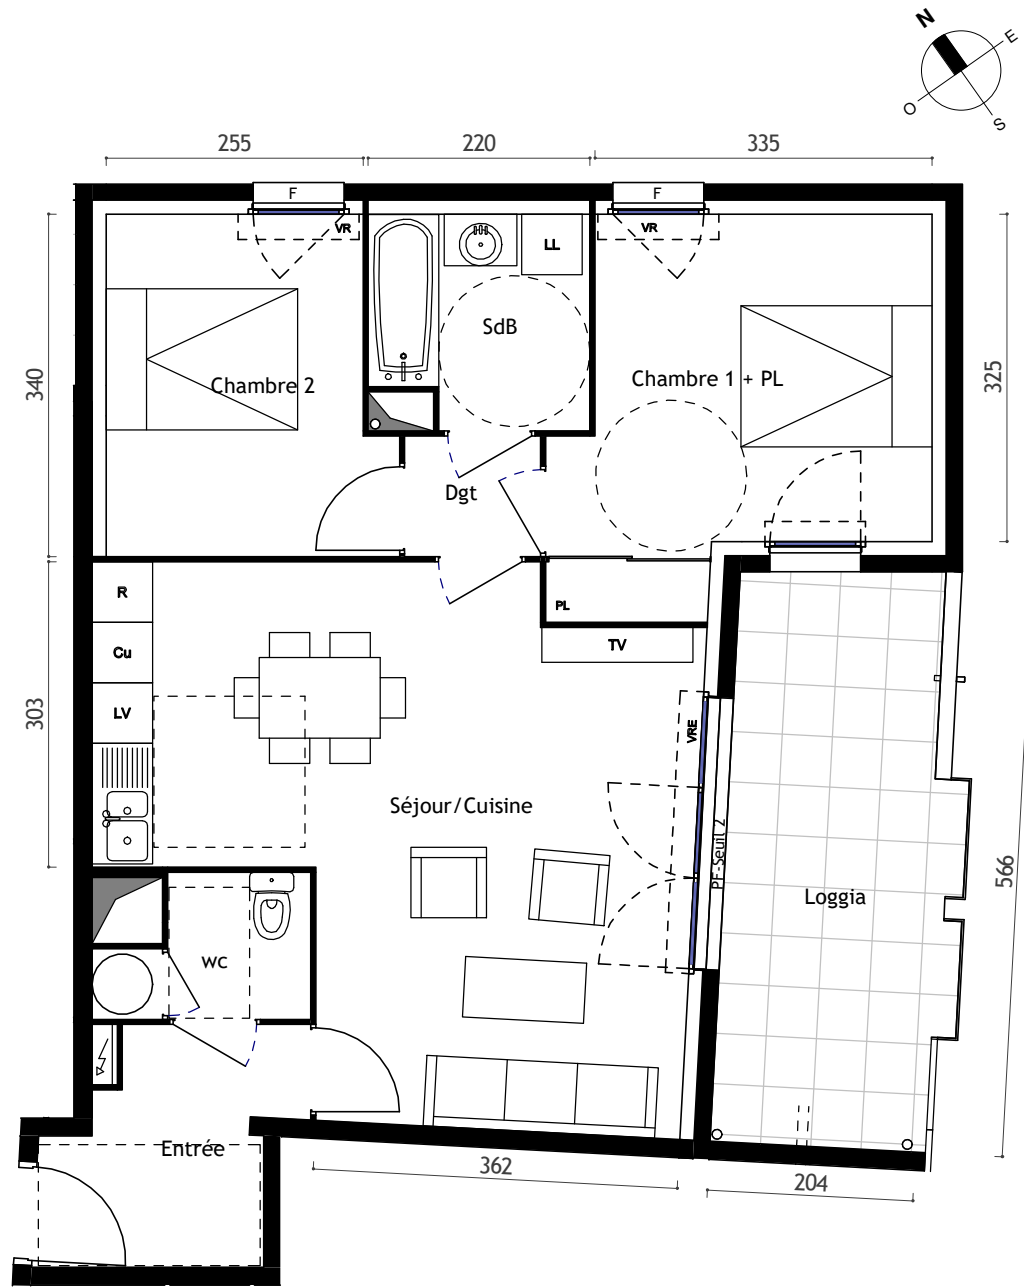 N
E
O
S
255
220
335
F
F
VR
VR
LL
SdB
Chambre 2
Chambre 1 + PL
340
325
Dgt
R
PL
Cu
TV
LV
VRE
303
Séjour/Cuisine
PF-Seuil 2
Loggia
566
WC
Entrée
362
204